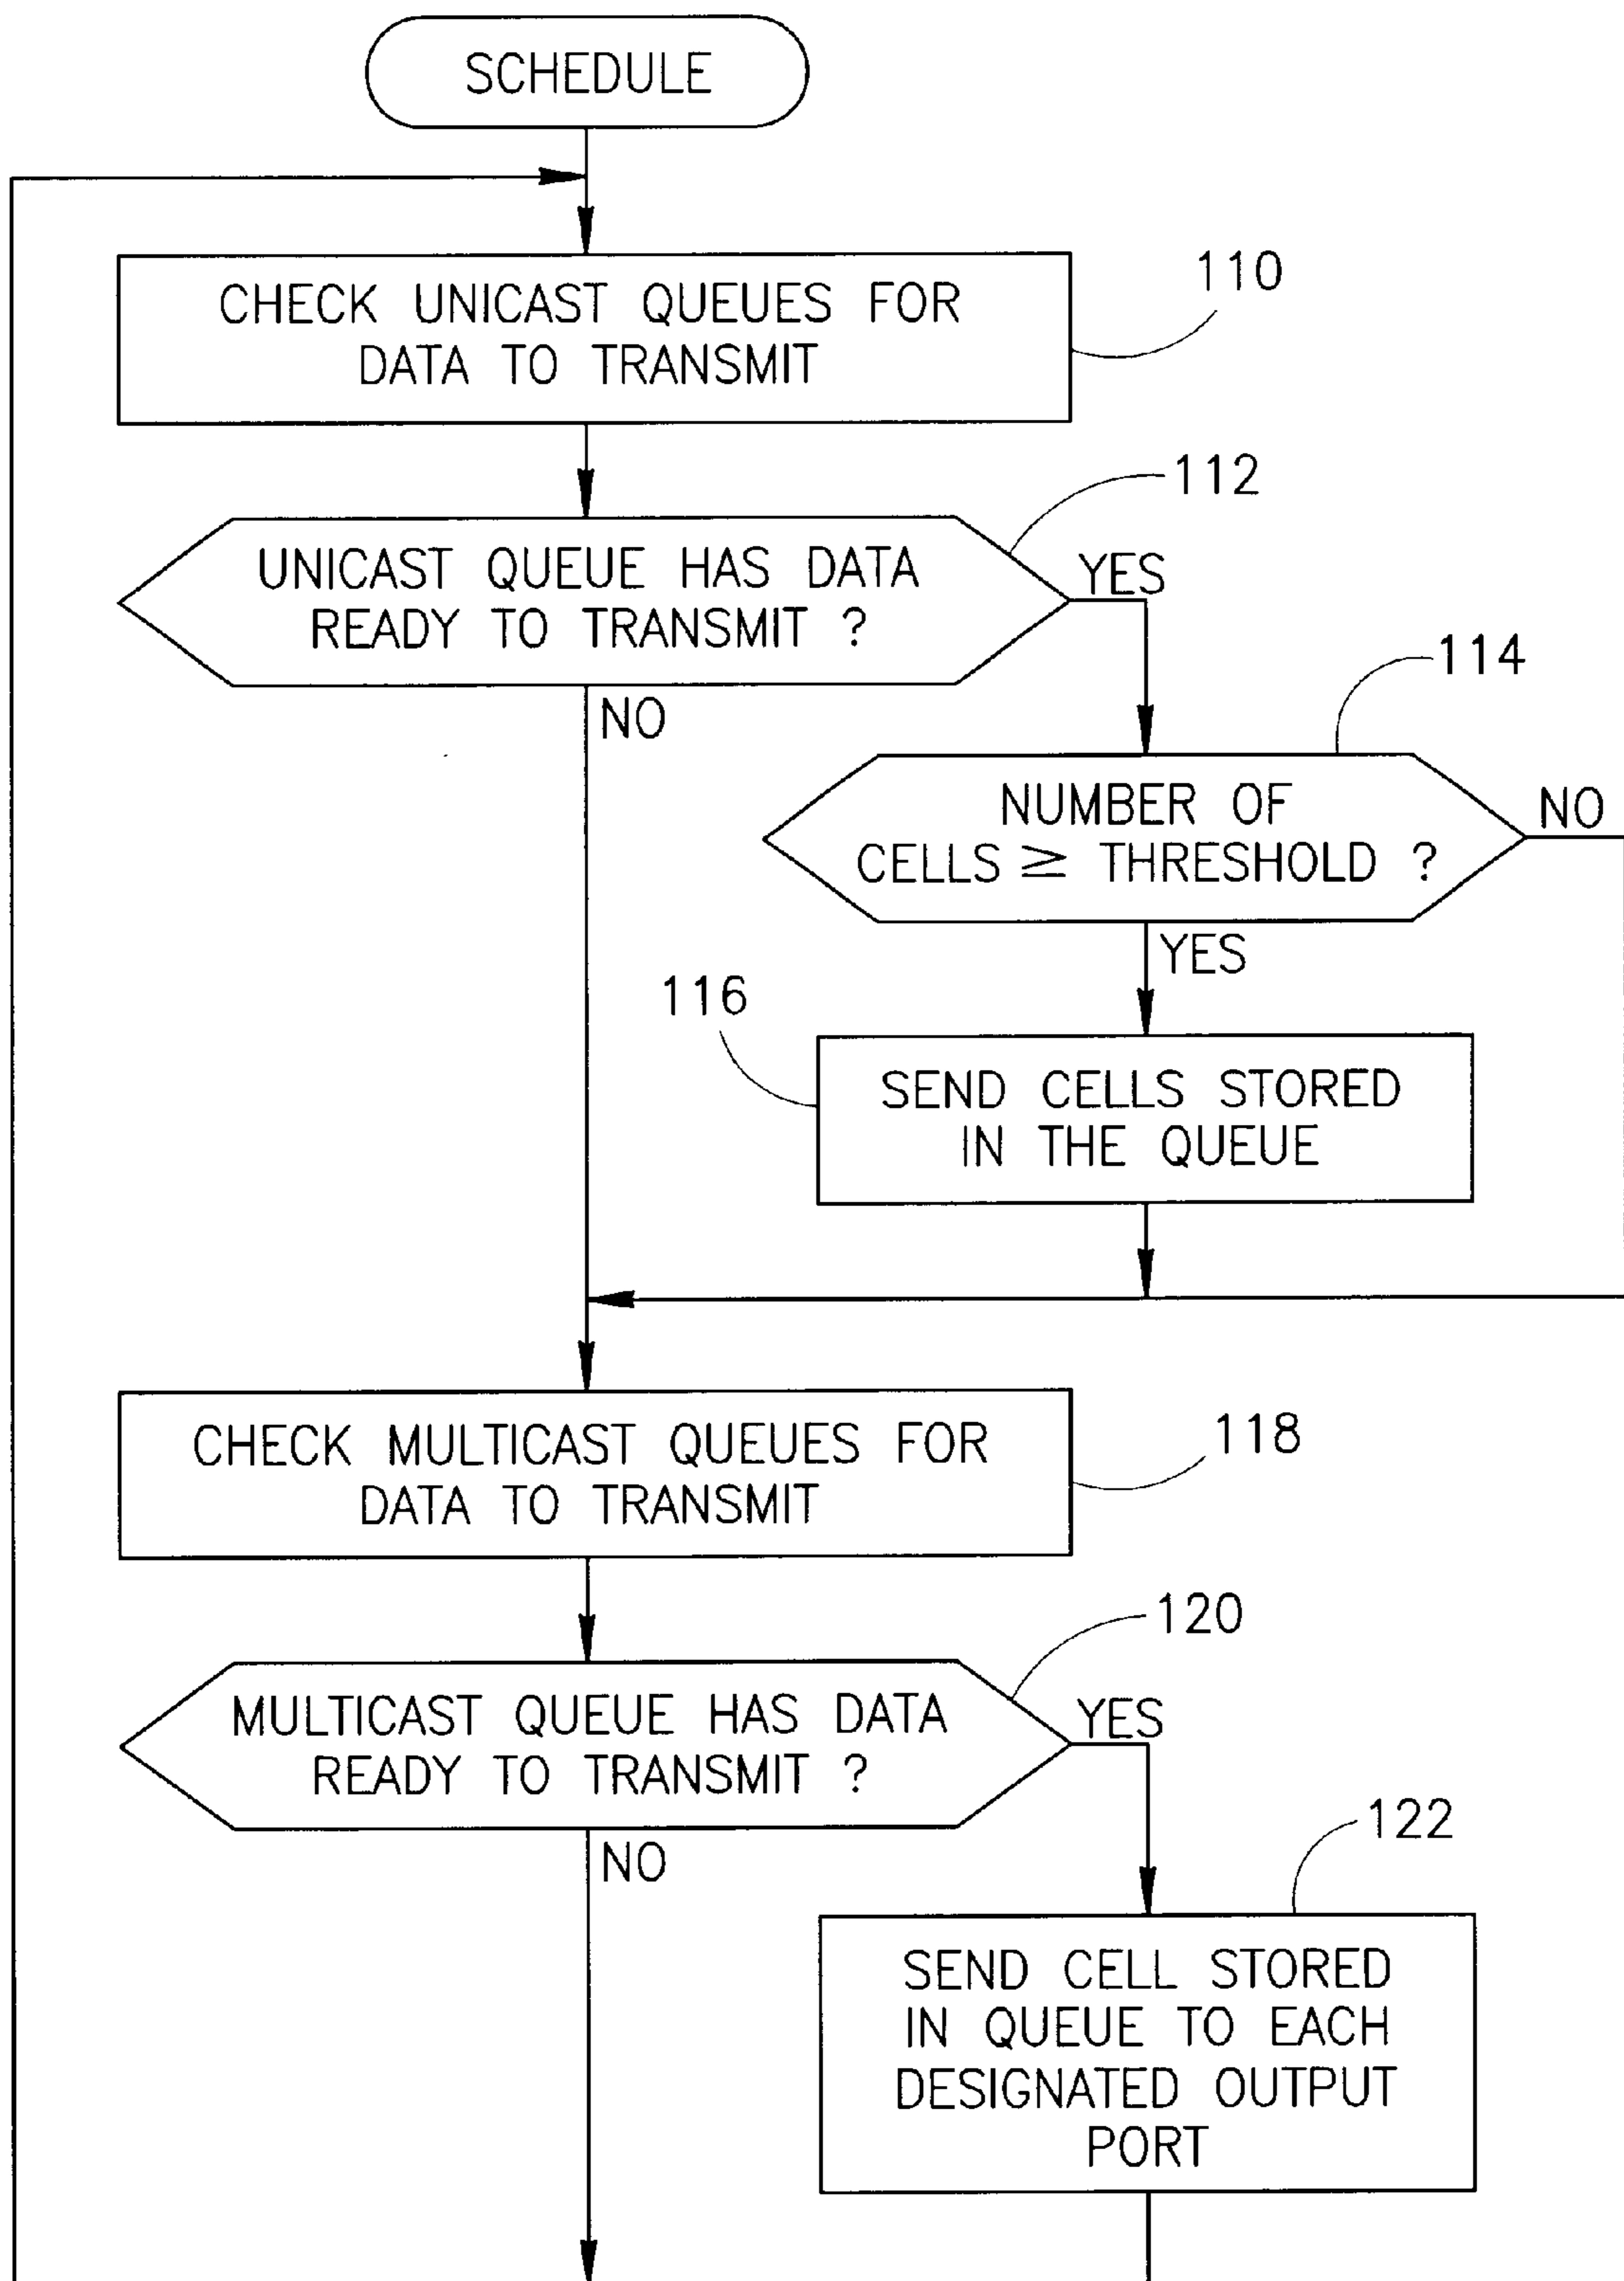 SCHEDULE
CHECK UNICAST QUEUES FOR
DATA TO TRANSMIT
110
112
UNICAST QUEUE HAS DATA
READY TO TRANSMIT ?
YES
NO
114
NUMBER OF
CELLS ≥ THRESHOLD ?
NO
YES
116
SEND CELLS STORED
IN THE QUEUE
CHECK MULTICAST QUEUES FOR
DATA TO TRANSMIT
118
120
MULTICAST QUEUE HAS DATA
READY TO TRANSMIT ?
YES
NO
122
SEND CELL STORED
IN QUEUE TO EACH
DESIGNATED OUTPUT
PORT